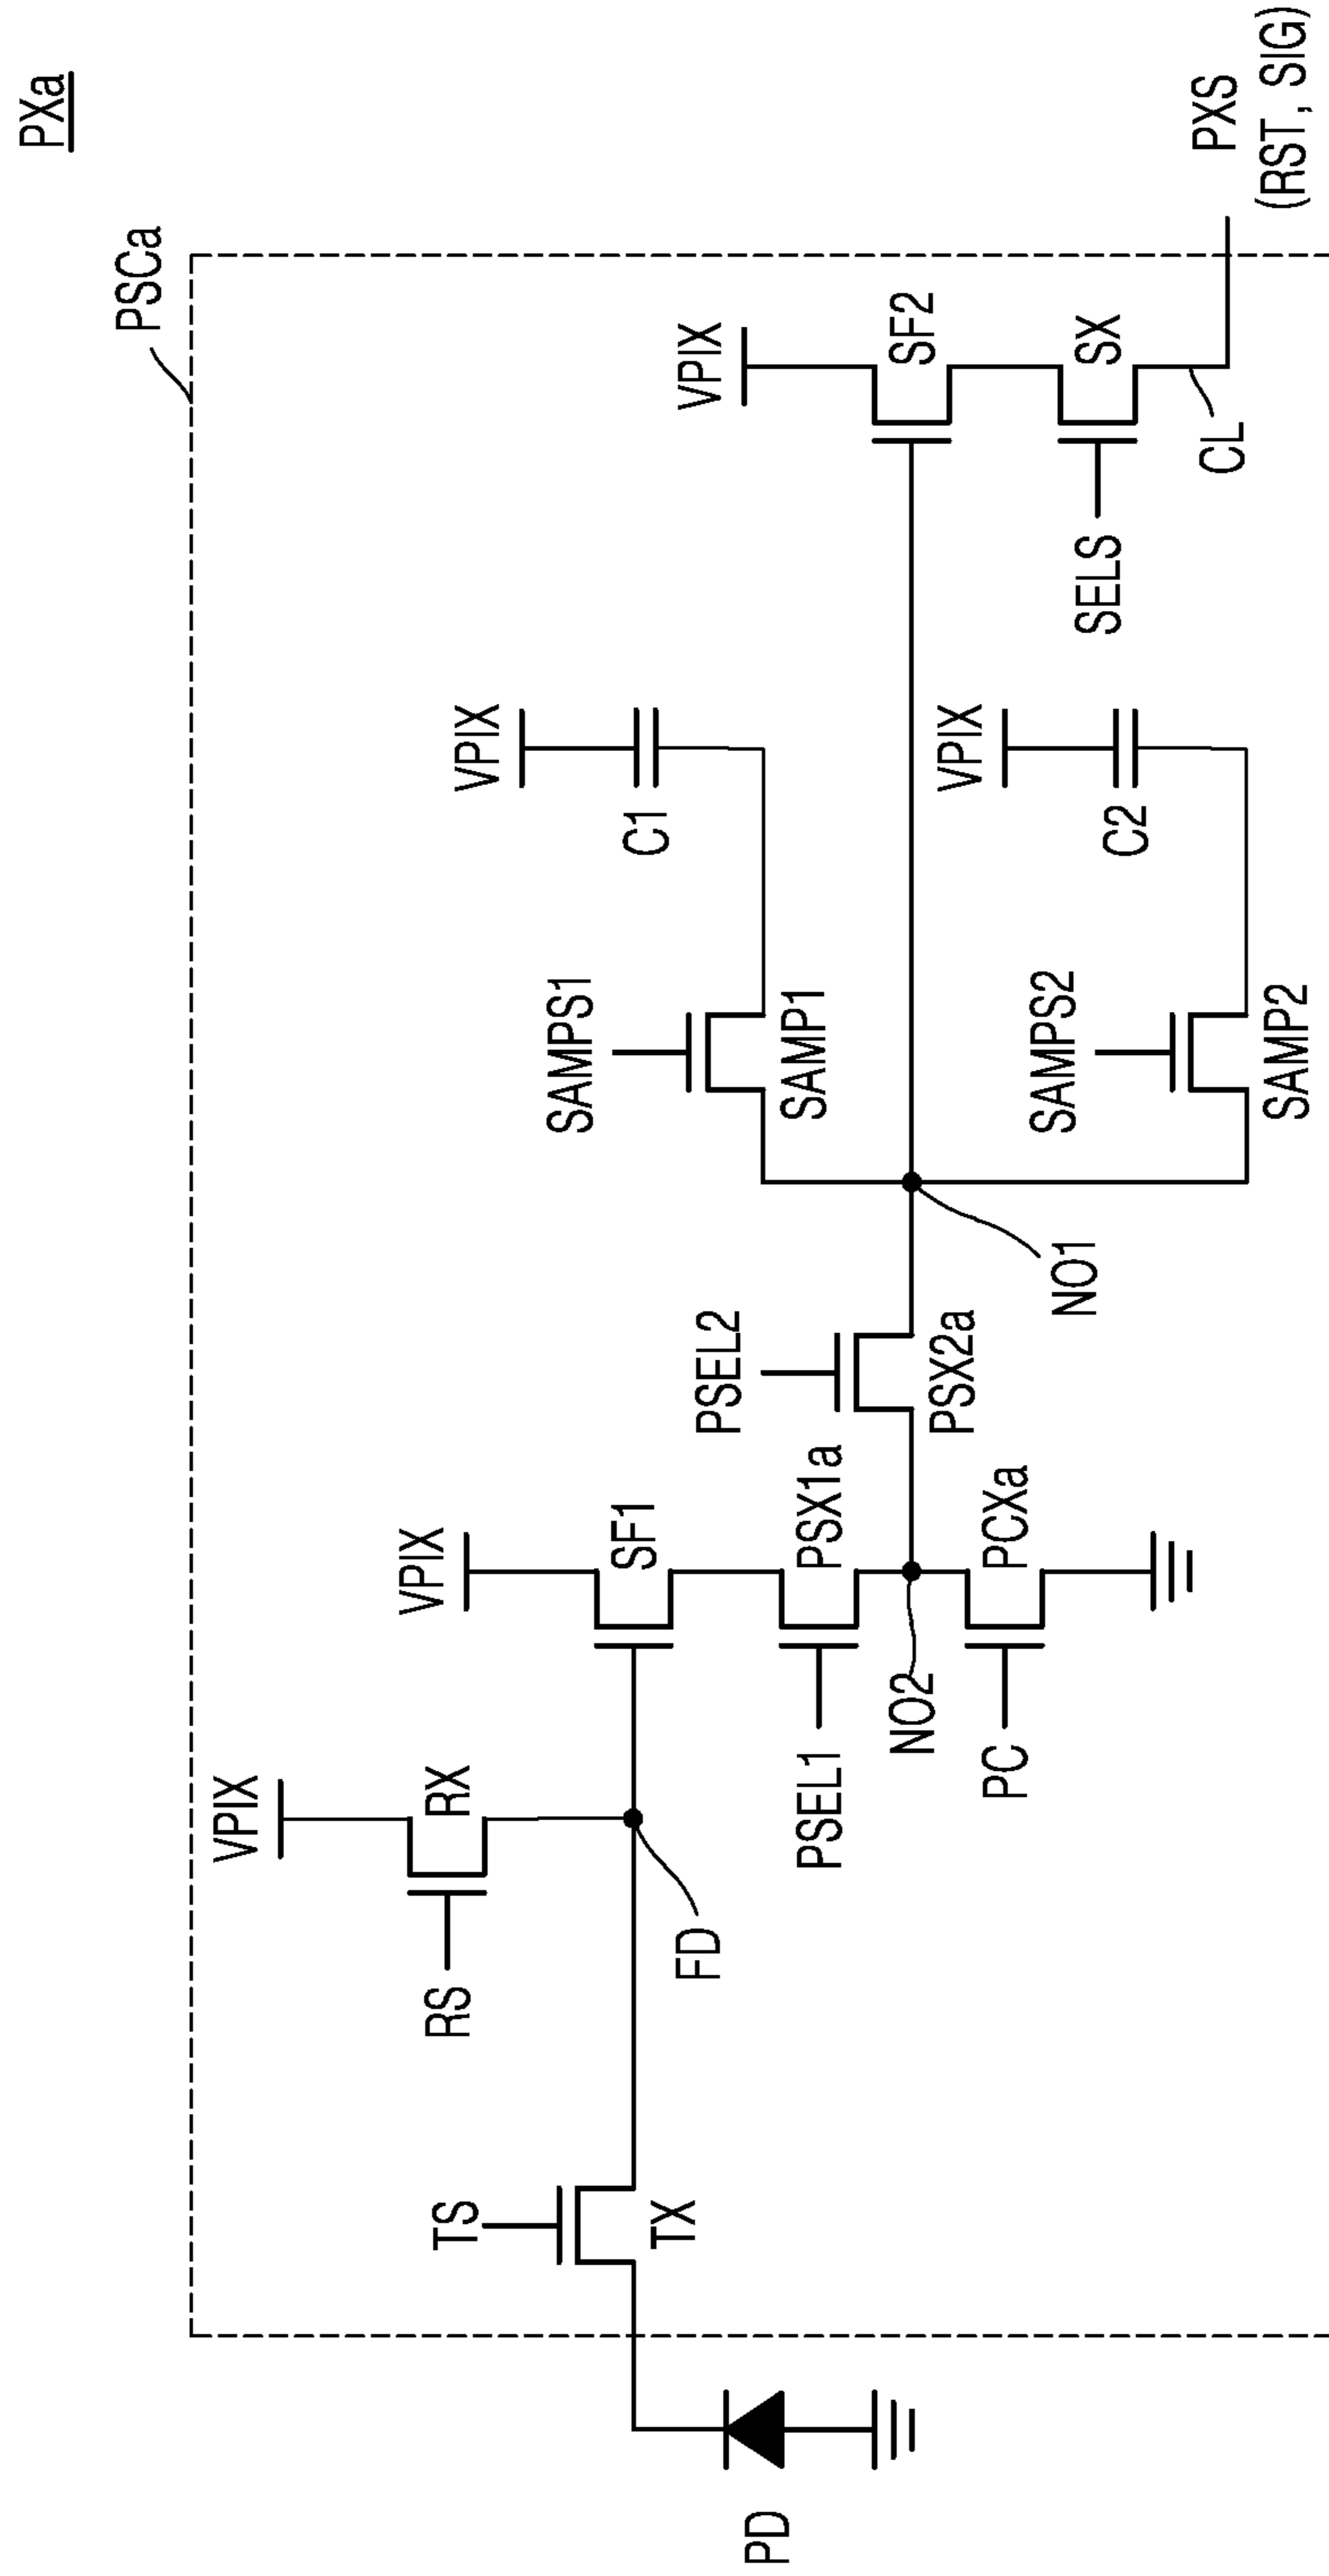 PXa
PSCa
VPIX
RS
RX
FD
TS
TX
PD
VPIX
SF1
PSEL1
PSX1a
NO2
PC
PCXa
PSEL2
PSX2a
NO1
SAMPS1
SAMP1
VPIX
C1
SAMPS2
SAMP2
VPIX
C2
VPIX
SF2
SELS
SX
CL
PXS
(RST, SIG)